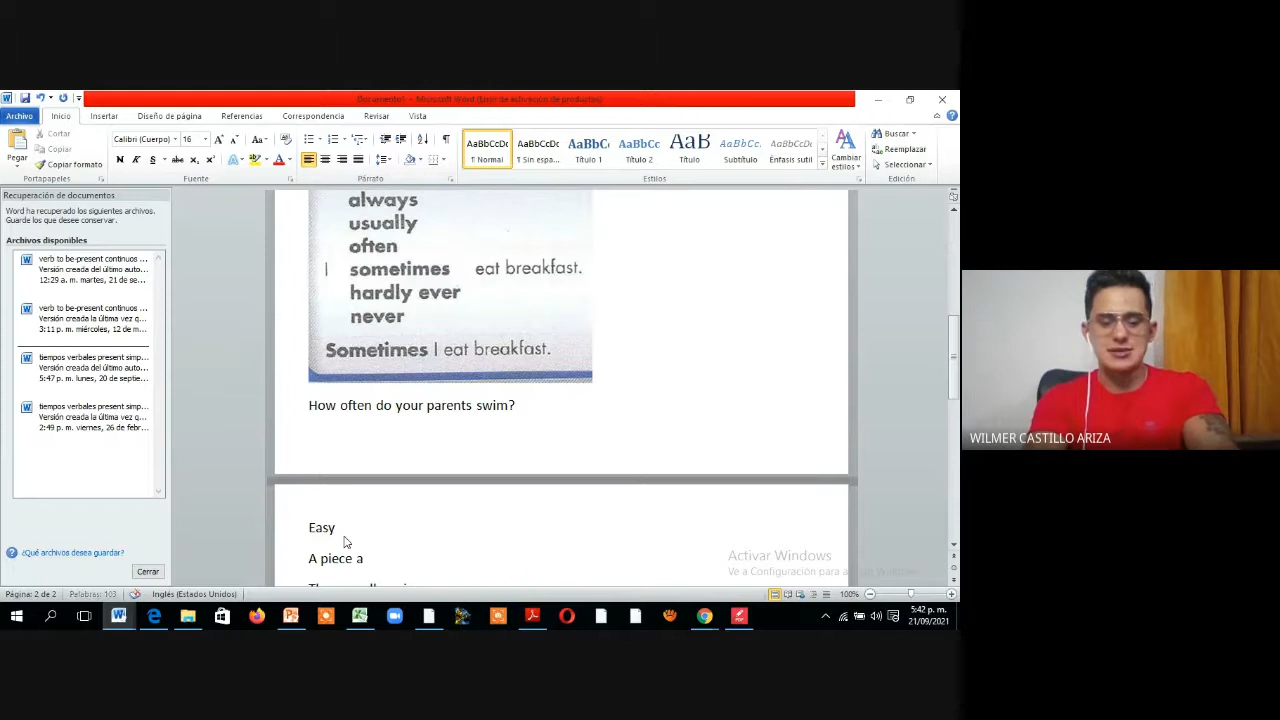 Documento1 - Microsoft Word (Error de activación de productos)
Archivo Inicio Insertar Diseño de página Referencias Correspondencia Revisar Vista
Pegar
Cortar
Copiar
Copiar formato
Portapapeles
Calibri (Cuerpo) 16
Fuente
Párrafo
AaBbCcDc AaBbCcDc AaBbC AaBbCc AaB AaBbCc. AaBbCcDc
¶ Normal ¶ Sin espa... Título 1 Título 2 Título Subtítulo Énfasis sutil
Estilos
Cambiar estilos
Buscar
Reemplazar
Seleccionar
Edición
Recuperación de documentos
Word ha recuperado los siguientes archivos.
Guarde los que desee conservar.
Archivos disponibles
verb to be-present continuos ...
Versión creada del último auto...
12:29 a. m. martes, 21 de se...
verb to be-present continuos ...
Versión creada la última vez q...
3:11 p. m. miércoles, 12 de m...
tiempos verbales present simp...
Versión creada del último auto...
5:47 p. m. lunes, 20 de septie...
tiempos verbales present simp...
Versión creada la última vez q...
2:49 p. m. viernes, 26 de febr...
¿Qué archivos desea guardar?
Cerrar
always
usually
often
I sometimes eat breakfast.
hardly ever
never
Sometimes I eat breakfast.
How often do your parents swim?
Easy
A piece a
Activar Windows
Ve a Configuración para activar Windows.
Página: 2 de 2 Palabras: 103 Inglés (Estados Unidos) 100%
5:42 p. m.
21/09/2021
WILMER CASTILLO ARIZA